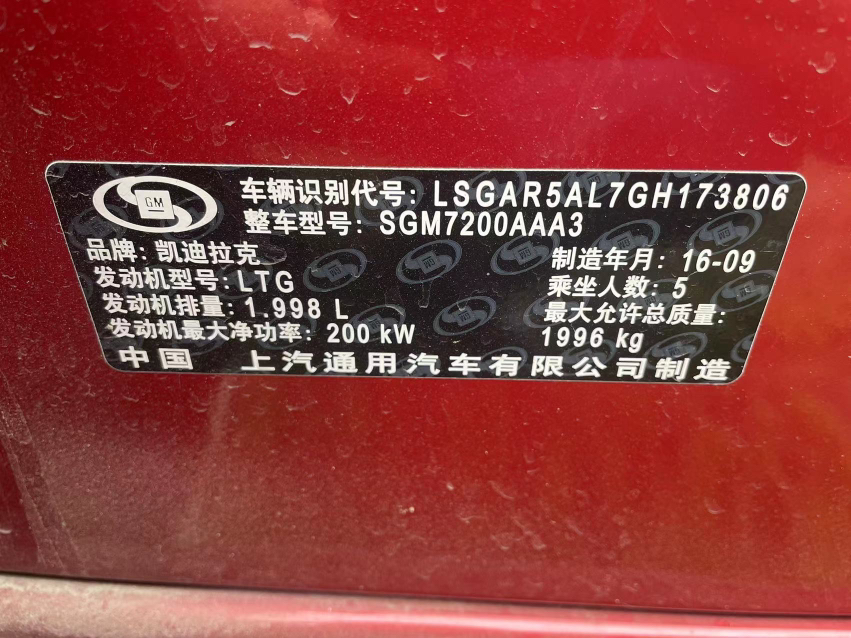 GM
车辆识别代号: LSGAR5AL7GH173806
整车型号: SGM7200AAA3
品牌: 凯迪拉克
制造年月: 16-09
发动机型号: LTG
乘坐人数: 5
发动机排量: 1.998 L
最大允许总质量:
发动机最大净功率: 200 kW
1996 kg
中国 上汽通用汽车有限公司制造